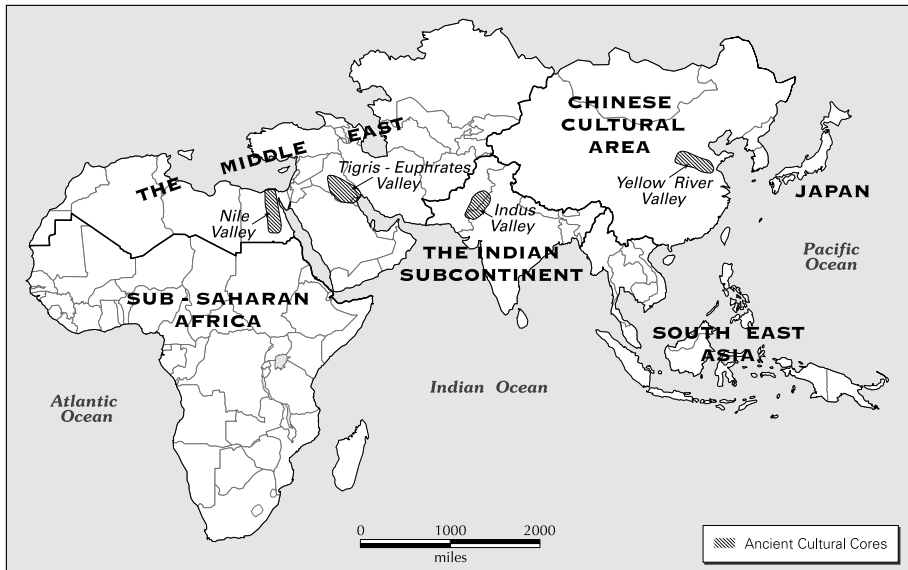 CHINESE
CULTURAL
AREA
THE MIDDLE EAST
Tigris - Euphrates
Valley
Yellow River
Valley
JAPAN
Nile
Valley
Indus
Valley
THE INDIAN
SUBCONTINENT
Pacific
Ocean
SUB - SAHARAN
AFRICA
SOUTH EAST
ASIA
Indian Ocean
Atlantic
Ocean
0 1000 2000
miles
Ancient Cultural Cores